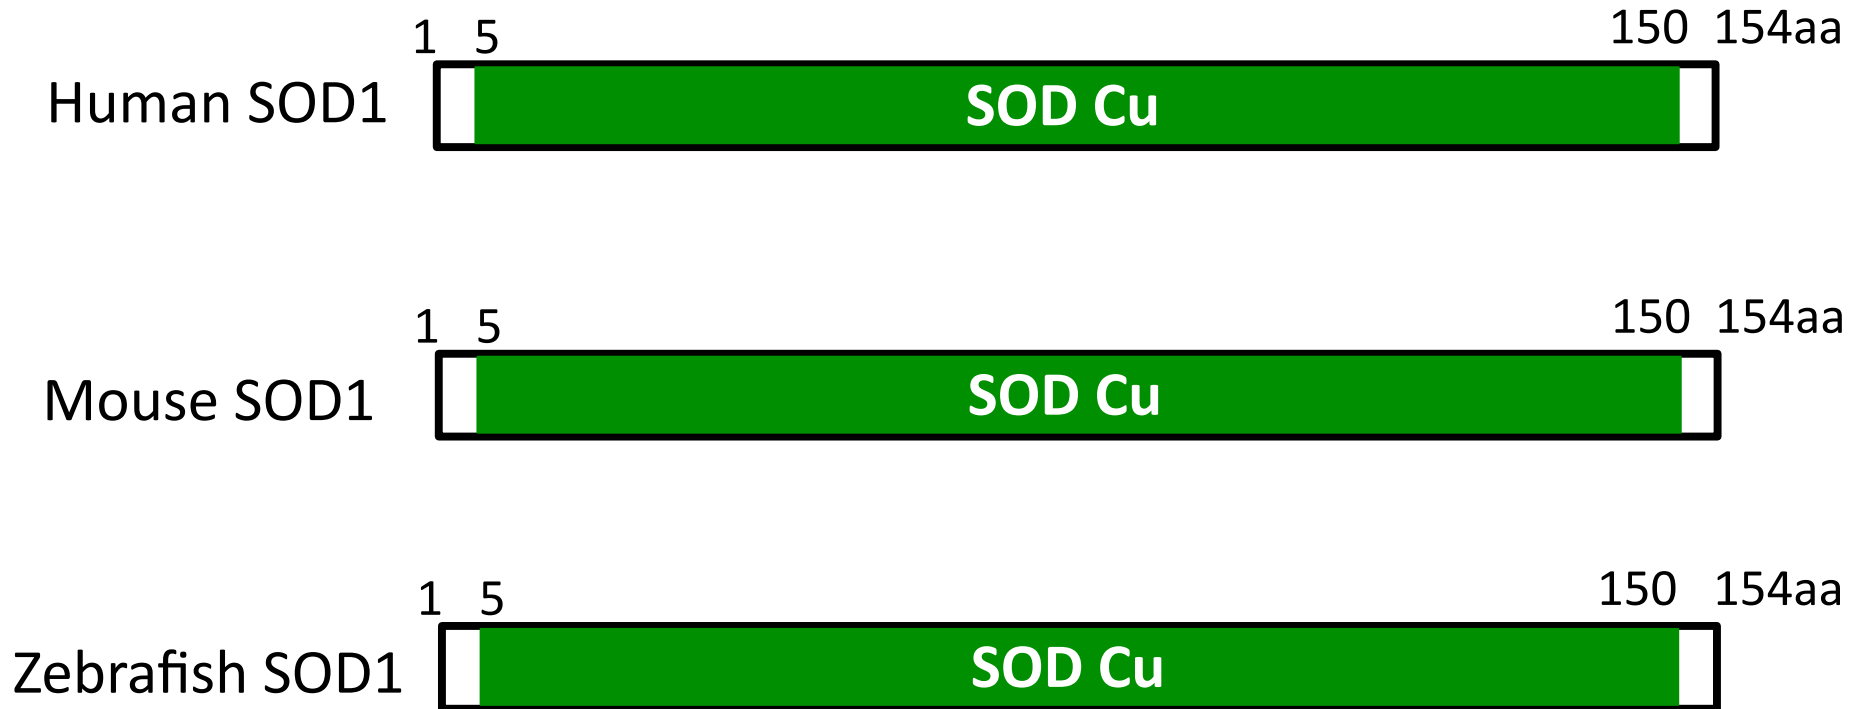 1 5 150 154aa
Human SOD1 SOD Cu
1 5 150 154aa
Mouse SOD1 SOD Cu
1 5 150 154aa
Zebrafish SOD1 SOD Cu